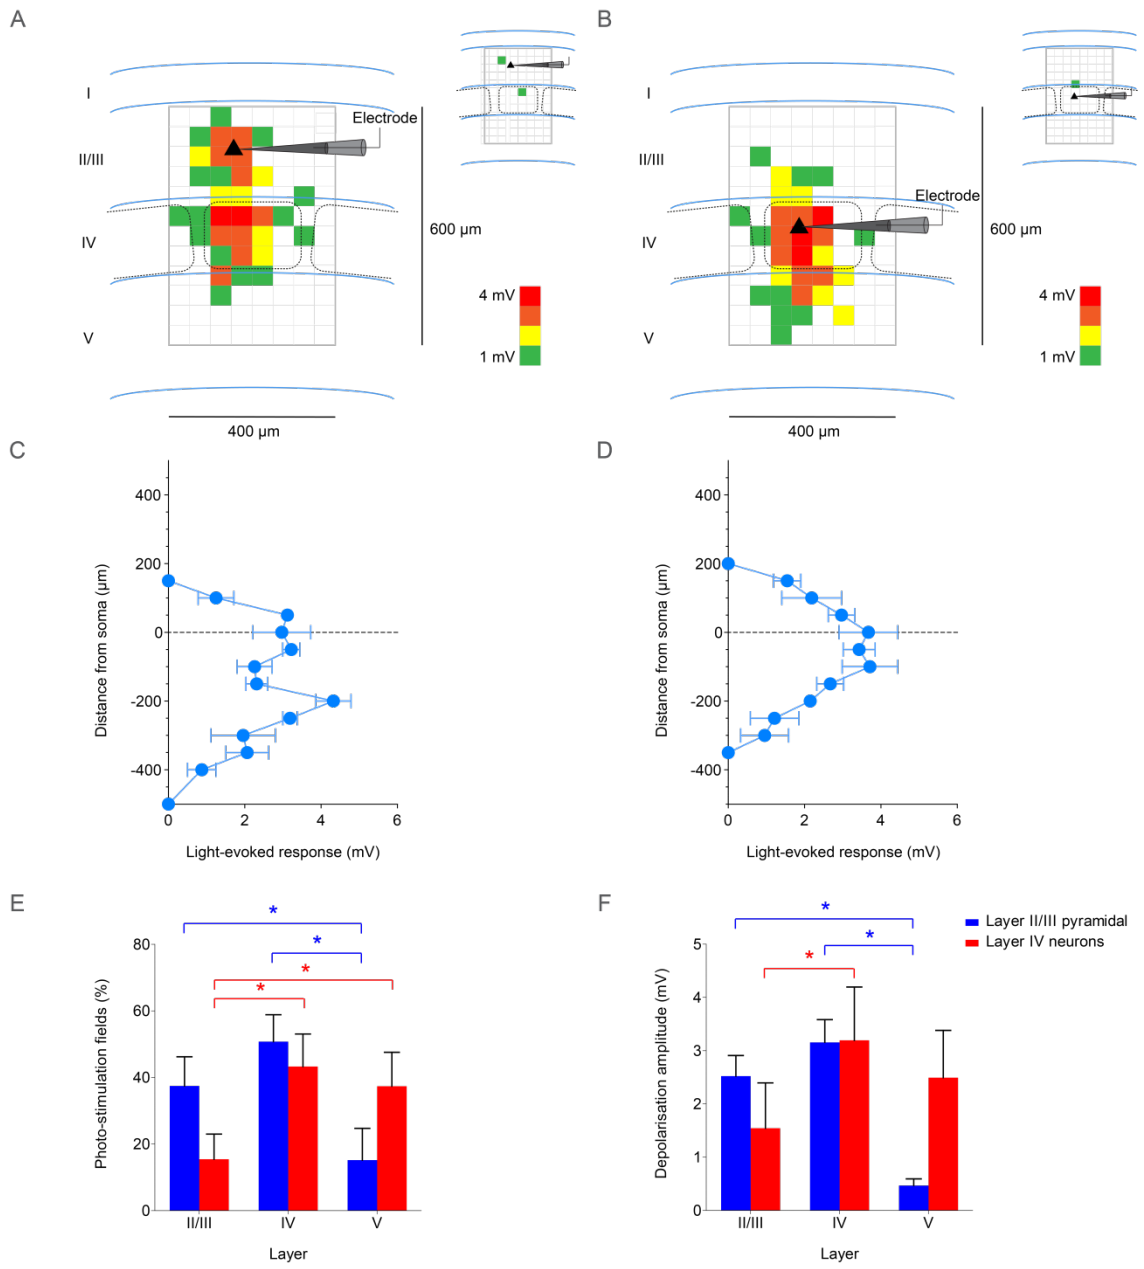 A
B
I
II/III
IV
V
Electrode
600 µm
4 mV
1 mV
400 µm
I
II/III
IV
V
Electrode
600 µm
4 mV
1 mV
400 µm
C
D
Distance from soma (µm)
400
200
0
-200
-400
0
2
4
6
Light-evoked response (mV)
Distance from soma (µm)
400
200
0
-200
-400
0
2
4
6
Light-evoked response (mV)
E
F
Photo-stimulation fields (%)
80
60
40
20
0
*
*
*
*
II/III
IV
V
Layer
Depolarisation amplitude (mV)
5
4
3
2
1
0
*
*
*
II/III
IV
V
Layer
Layer II/III pyramidal
Layer IV neurons